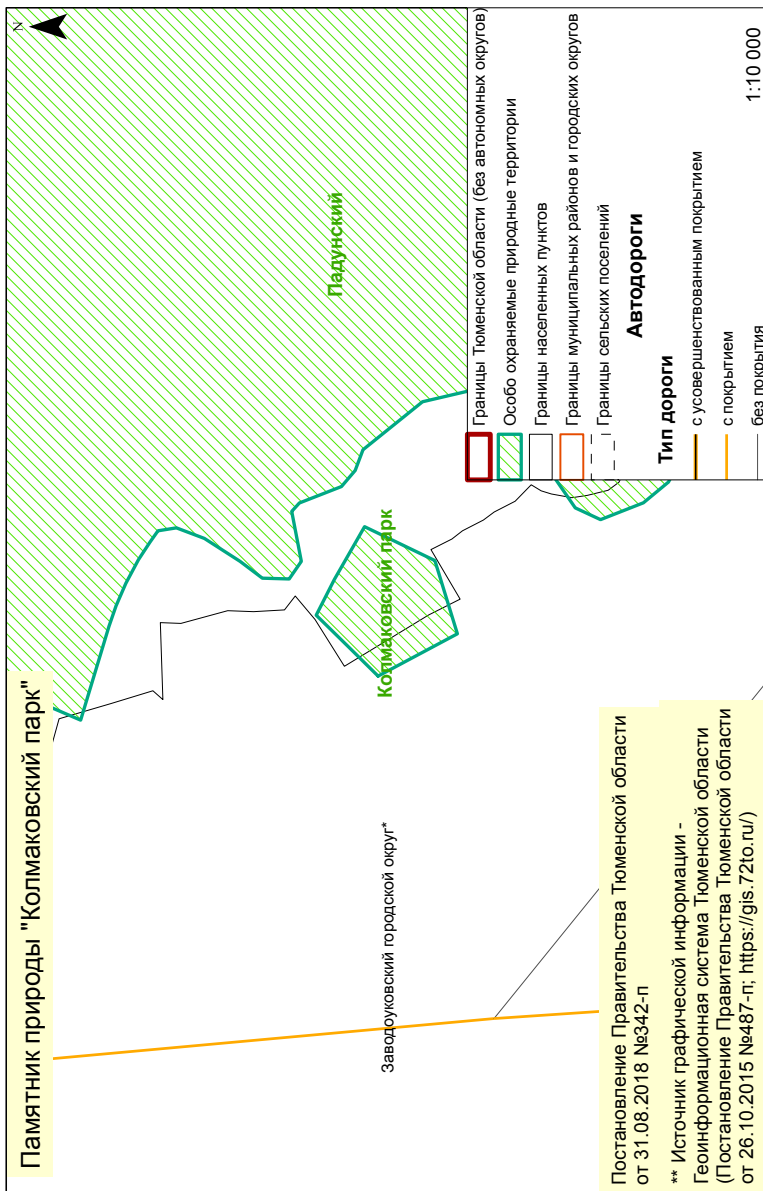 Памятник природы "Колмаковский парк"
N
Падунский
Колмаковский парк
Заводоуковский городской округ*
Постановление Правительства Тюменской области
от 31.08.2018 №342-п
** Источник графической информации -
Геоинформационная система Тюменской области
(Постановление Правительства Тюменской области
от 26.10.2015 №487-п; https://gis.72to.ru/)
Границы Тюменской области (без автономных округов)
Особо охраняемые природные территории
Границы населенных пунктов
Границы муниципальных районов и городских округов
Границы сельских поселений
Автодороги
Тип дороги
с усовершенствованным покрытием
с покрытием
без покрытия
1:10 000